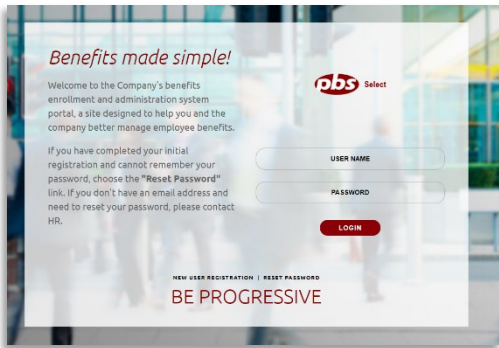 Benefits made simple!
Welcome to the Company's benefits
enrollment and administration system
portal, a site designed to help you and the
company better manage employee benefits.
If you have completed your initial
registration and cannot remember your
password, choose the "Reset Password"
link. If you don't have an email address and
need to reset your password, please contact
HR.
pbs Select
USER NAME
PASSWORD
LOGIN
NEW USER REGISTRATION | RESET PASSWORD
BE PROGRESSIVE